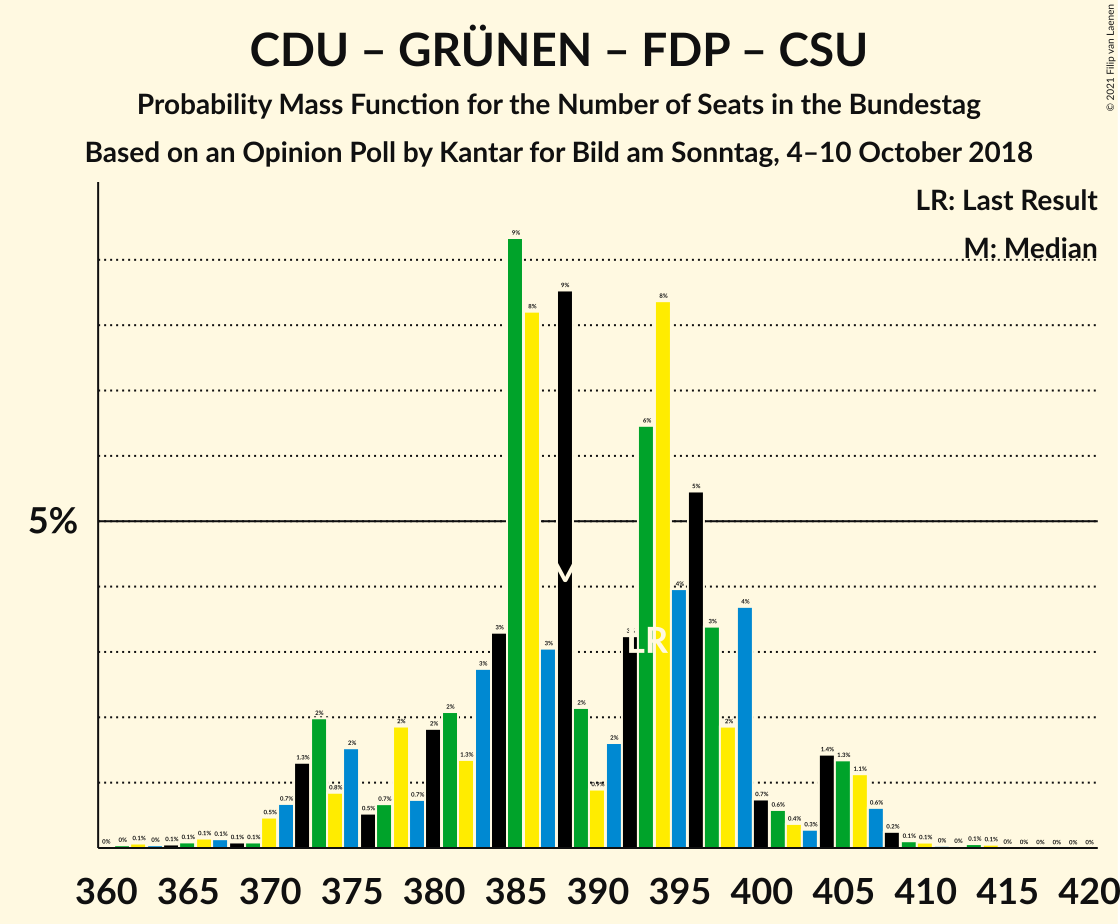 CDU – GRÜNEN – FDP – CSU
Probability Mass Function for the Number of Seats in the Bundestag
Based on an Opinion Poll by Kantar for Bild am Sonntag, 4–10 October 2018
© 2021 Filip van Laenen
LR: Last Result
M: Median
5%
0% 0% 0.1% 0% 0.1% 0.1% 0.1% 0.1% 0.1% 0.1% 0.5% 0.7% 1.3% 2% 0.8% 2% 0.5% 0.7% 2% 0.7% 2% 2% 1.3% 3% 3% 9% 8% 3% 9% 2% 0.9% 2% 6% 8% 4% 5% 3% 2% 4% 0.7% 0.6% 0.4% 0.3% 1.4% 1.3% 1.1% 0.6% 0.2% 0.1% 0.1% 0% 0% 0.1% 0.1% 0% 0% 0% 0% 0% 0%
M
LR
360 365 370 375 380 385 390 395 400 405 410 415 420